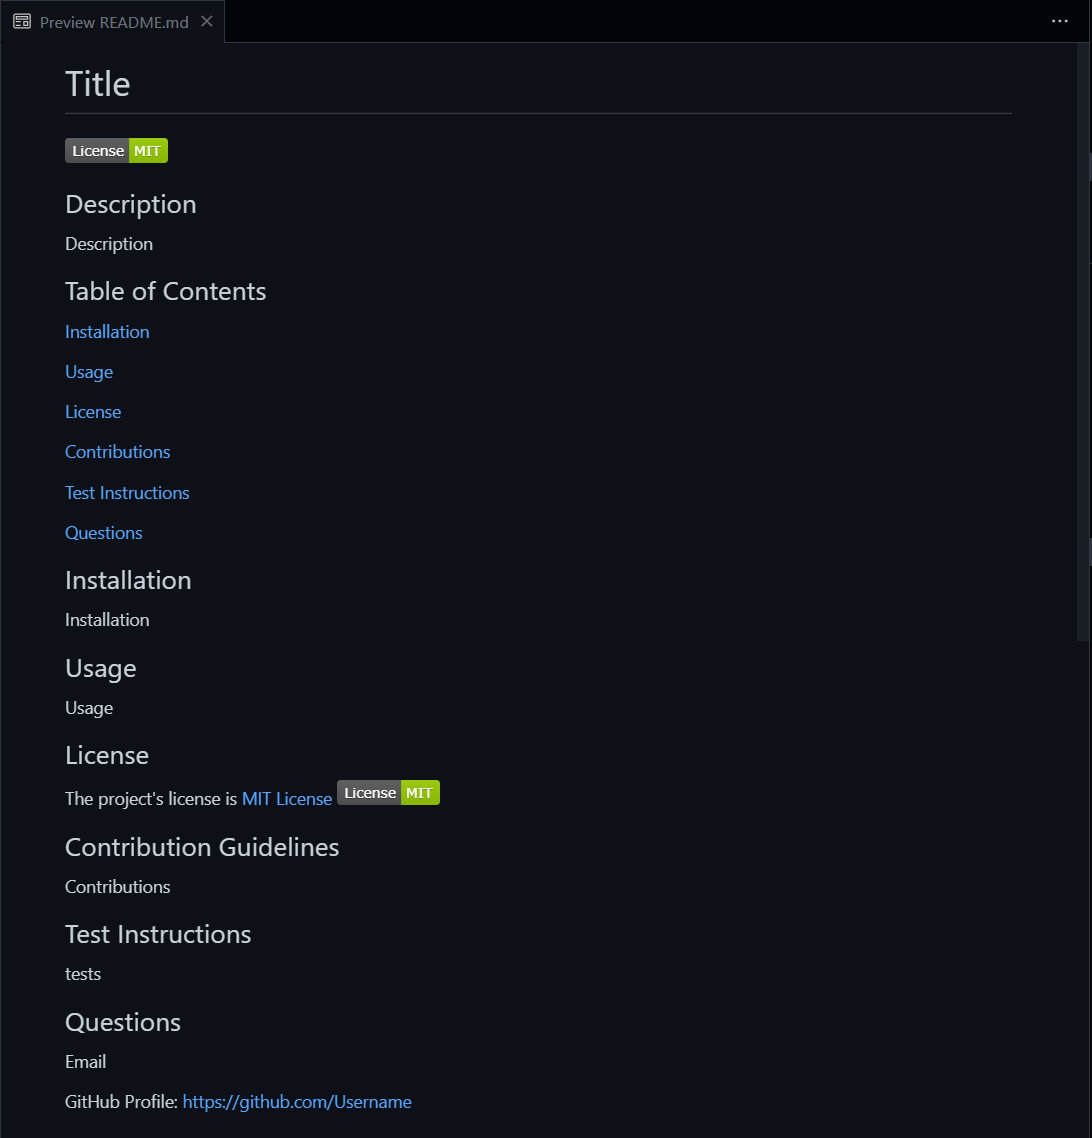 Preview README.md
Title
License MIT
Description
Description
Table of Contents
Installation
Usage
License
Contributions
Test Instructions
Questions
Installation
Installation
Usage
Usage
License
The project's license is MIT License License MIT
Contribution Guidelines
Contributions
Test Instructions
tests
Questions
Email
GitHub Profile: https://github.com/Username